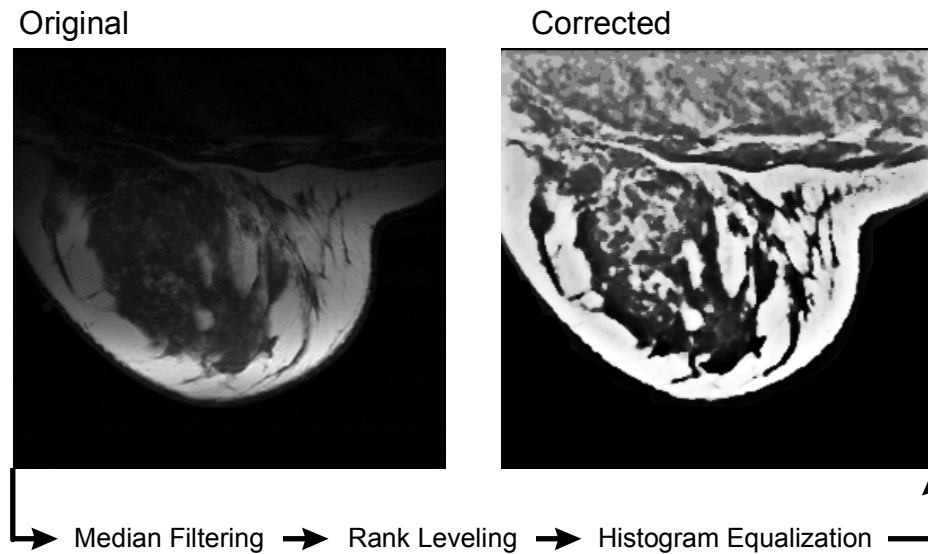 Original
Corrected
Median Filtering
Rank Leveling
Histogram Equalization